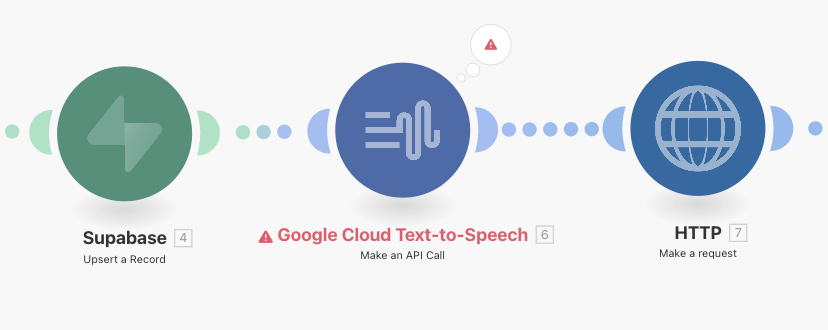 Supabase 4
Upsert a Record
Google Cloud Text-to-Speech 6
Make an API Call
HTTP 7
Make a request